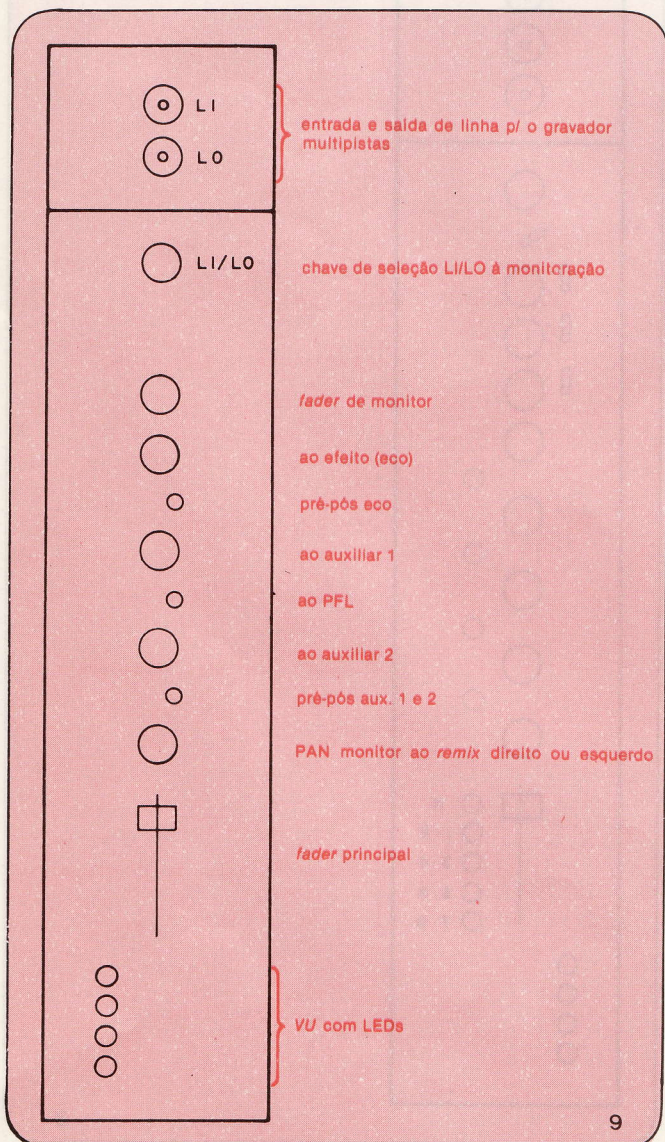 LI
entrada e saída de linha p/ o gravador
multipistas
LO
LI/LO
chave de seleção LI/LO à monitoração
fader de monitor
ao efeito (eco)
pré-pós eco
ao auxiliar 1
ao PFL
ao auxiliar 2
pré-pós aux. 1 e 2
PAN monitor ao remix direito ou esquerdo
fader principal
VU com LEDs
9